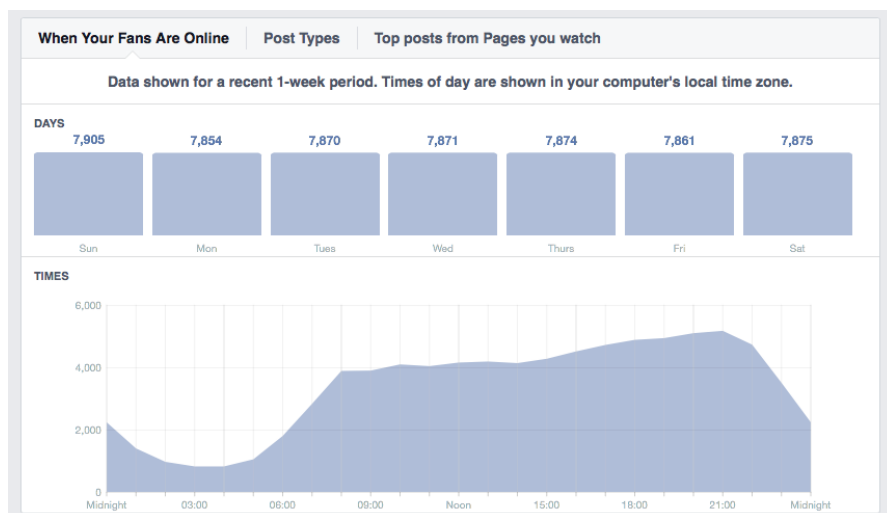 When Your Fans Are Online Post Types Top posts from Pages you watch
Data shown for a recent 1-week period. Times of day are shown in your computer's local time zone.
DAYS
7,905 7,854 7,870 7,871 7,874 7,861 7,875
Sun Mon Tues Wed Thurs Fri Sat
TIMES
6,000
4,000
2,000
0
Midnight 03:00 06:00 09:00 Noon 15:00 18:00 21:00 Midnight